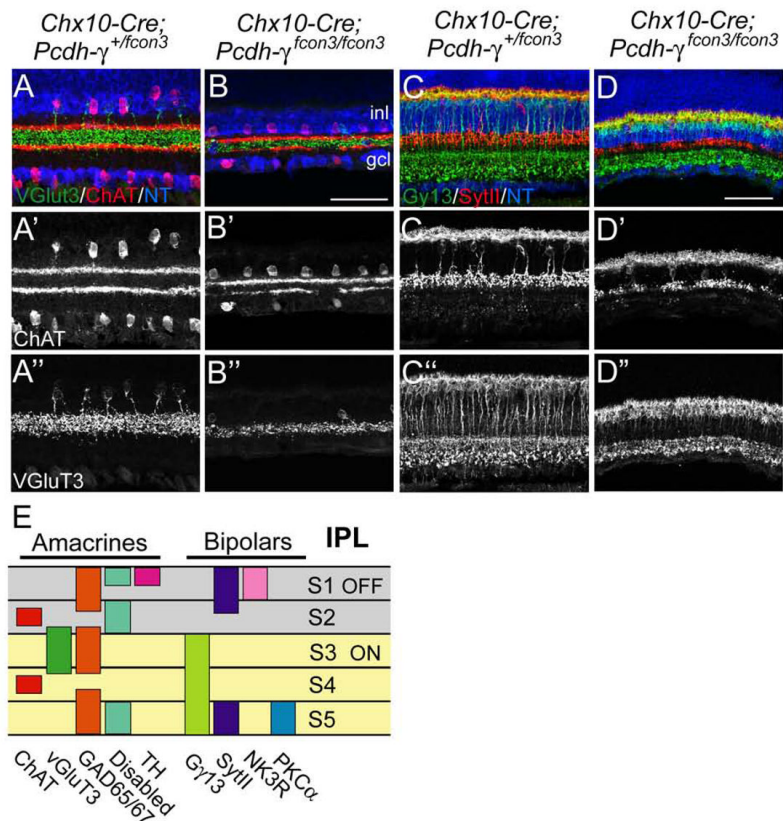 Chx10-Cre; Chx10-Cre; Chx10-Cre; Chx10-Cre;
Pcdh-γ+/fcon3 Pcdh-γfcon3/fcon3 Pcdh-γ+/fcon3 Pcdh-γfcon3/fcon3
A B C D
inl
gcl
VGlut3/ChAT/NT Gy13/SytII/NT
A' B' C' D'
ChAT
A'' B'' C'' D''
VGluT3
E
Amacrines Bipolars IPL
S1 OFF
S2
S3 ON
S4
S5
ChAT vGluT3 GAD65/67 Disabled TH Gγ13 SytII NK3R PKCα